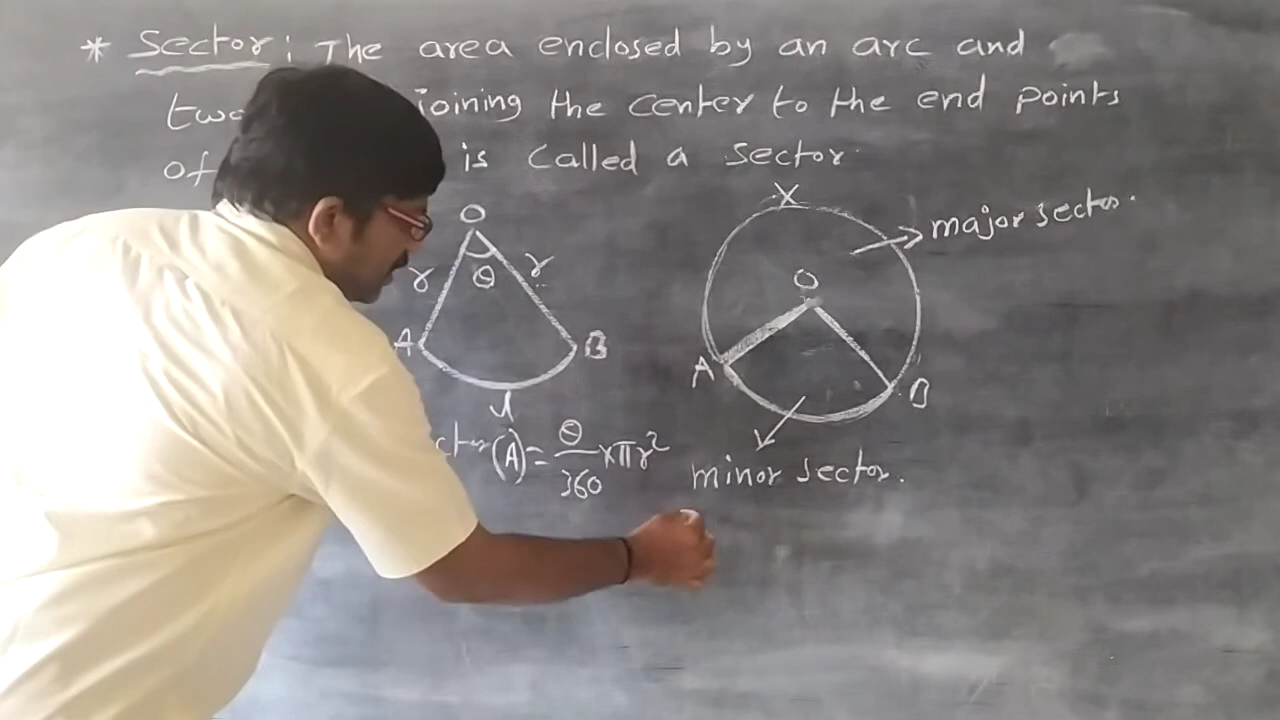 * Sector: The area enclosed by an arc and
two joining the center to the end points
of is called a sector
X
major sector.
O
r
θ
r
O
A
B
A
B
l
(A) = θ/360 × πr²
minor sector.